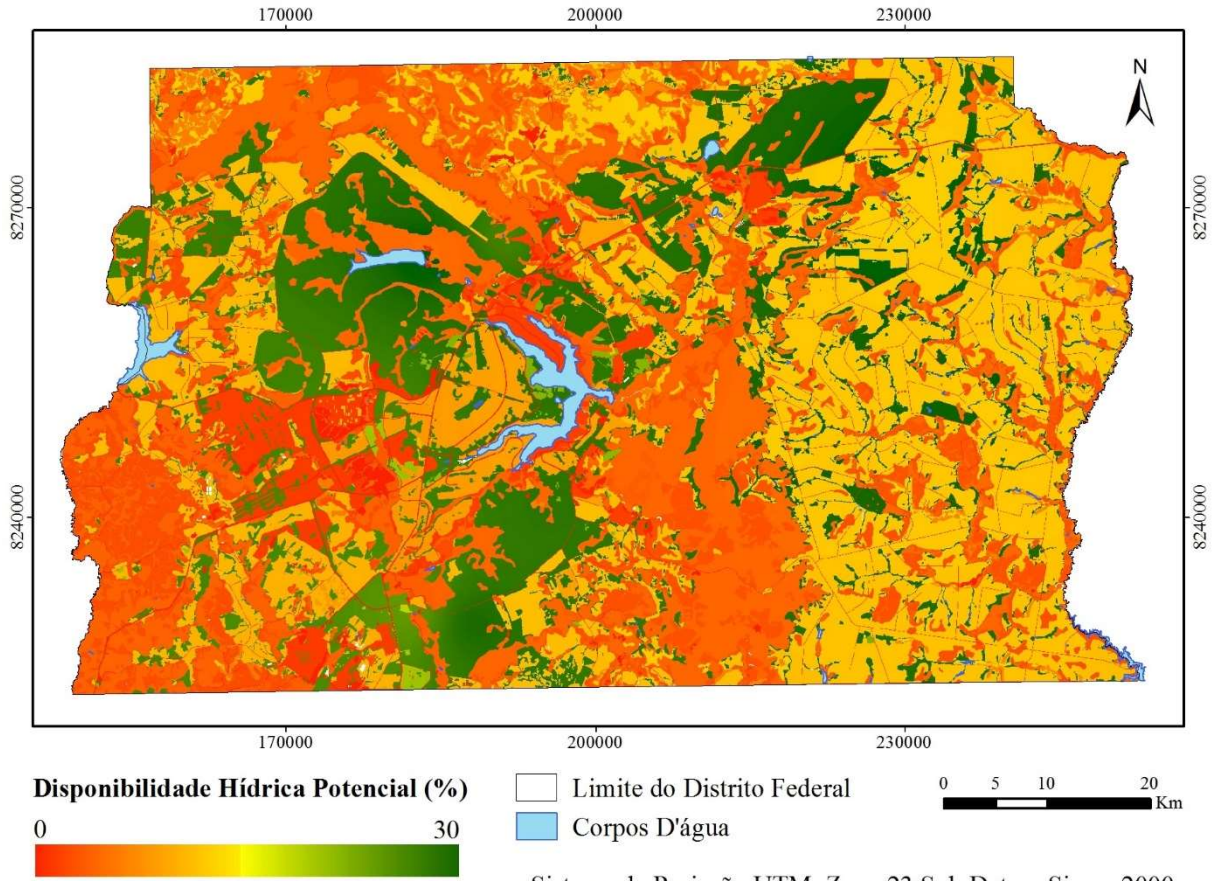 170000 200000 230000
N
8270000 8270000
8240000 8240000
170000 200000 230000
Disponibilidade Hídrica Potencial (%)
0 30
Limite do Distrito Federal
Corpos D'água
0 5 10 20
Km